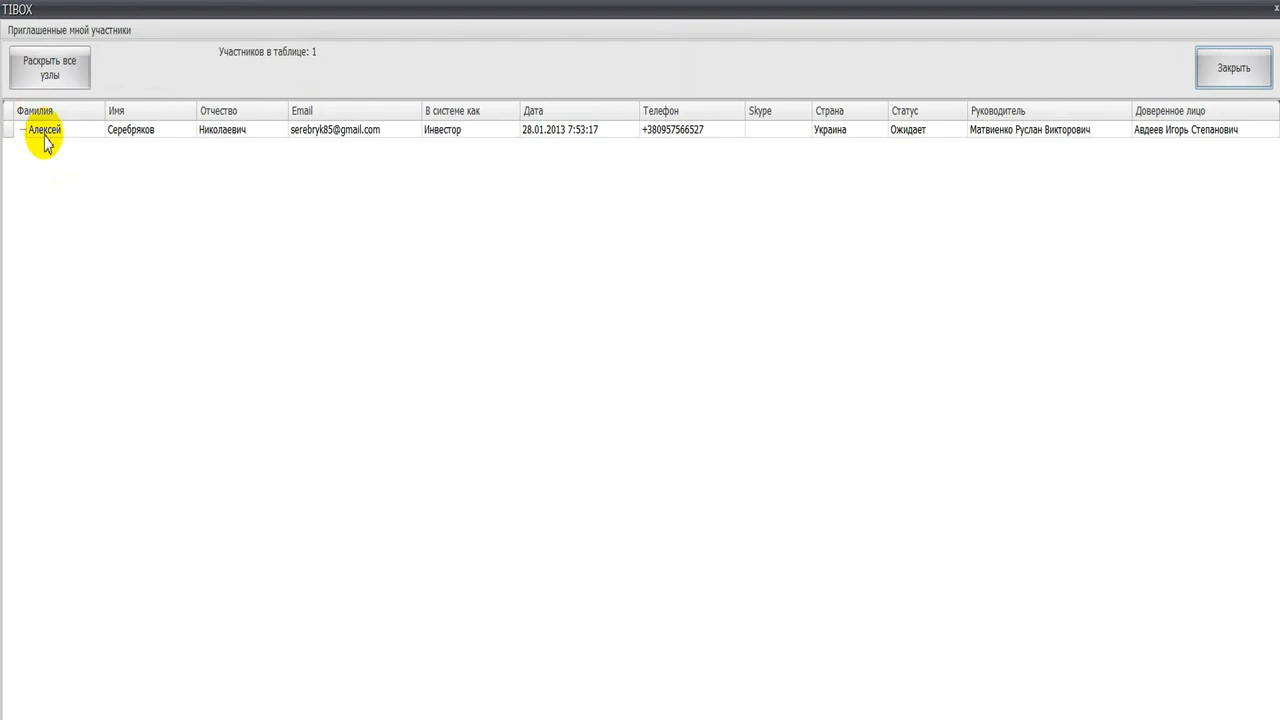 TIBOX
x
Приглашенные мной участники
Раскрыть все
узлы
Участников в таблице: 1
Закрыть
Фамилия Имя Отчество Email В системе как Дата Телефон Skype Страна Статус Руководитель Доверенное лицо
Алексей Серебряков Николаевич serebryk85@gmail.com Инвестор 28.01.2013 7:53:17 +380957566527 Украина Ожидает Матвиенко Руслан Викторович Авдеев Игорь Степанович